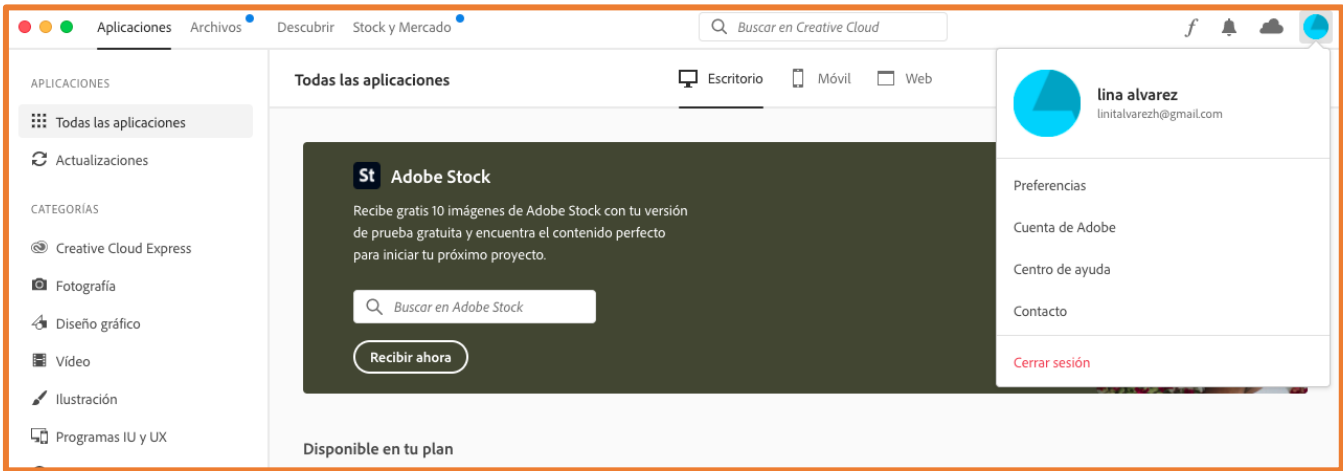 Aplicaciones Archivos Descubrir Stock y Mercado Buscar en Creative Cloud
APLICACIONES
Todas las aplicaciones
Actualizaciones
CATEGORÍAS
Creative Cloud Express
Fotografía
Diseño gráfico
Vídeo
Ilustración
Programas IU y UX
Todas las aplicaciones Escritorio Móvil Web
St Adobe Stock
Recibe gratis 10 imágenes de Adobe Stock con tu versión
de prueba gratuita y encuentra el contenido perfecto
para iniciar tu próximo proyecto.
Buscar en Adobe Stock
Recibir ahora
Disponible en tu plan
lina alvarez
linitalvarezh@gmail.com
Preferencias
Cuenta de Adobe
Centro de ayuda
Contacto
Cerrar sesión